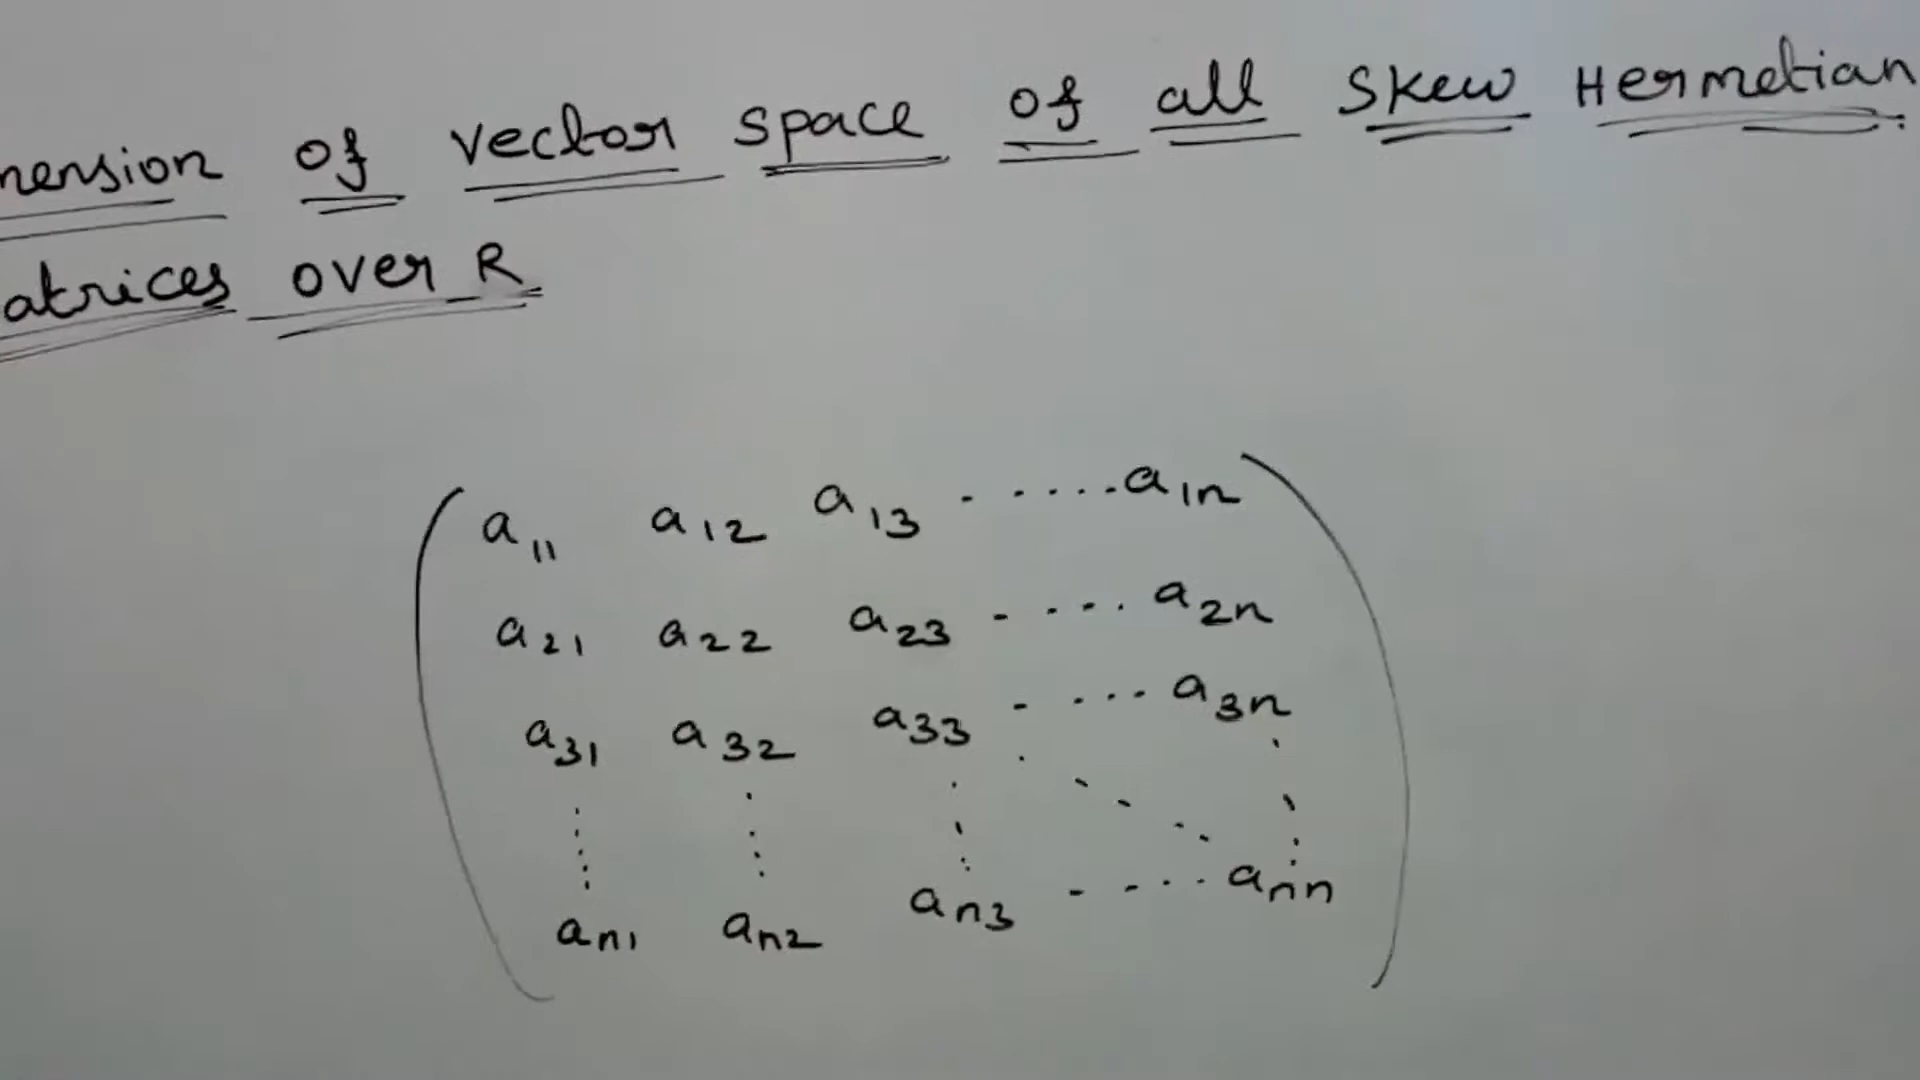 mension of vector space of all skew Hermetian
atrices over R
a11 a12 a13 - ..... a1n
a21 a22 a23 - .... a2n
a31 a32 a33 - .... a3n
an1 an2 an3 - .... ann